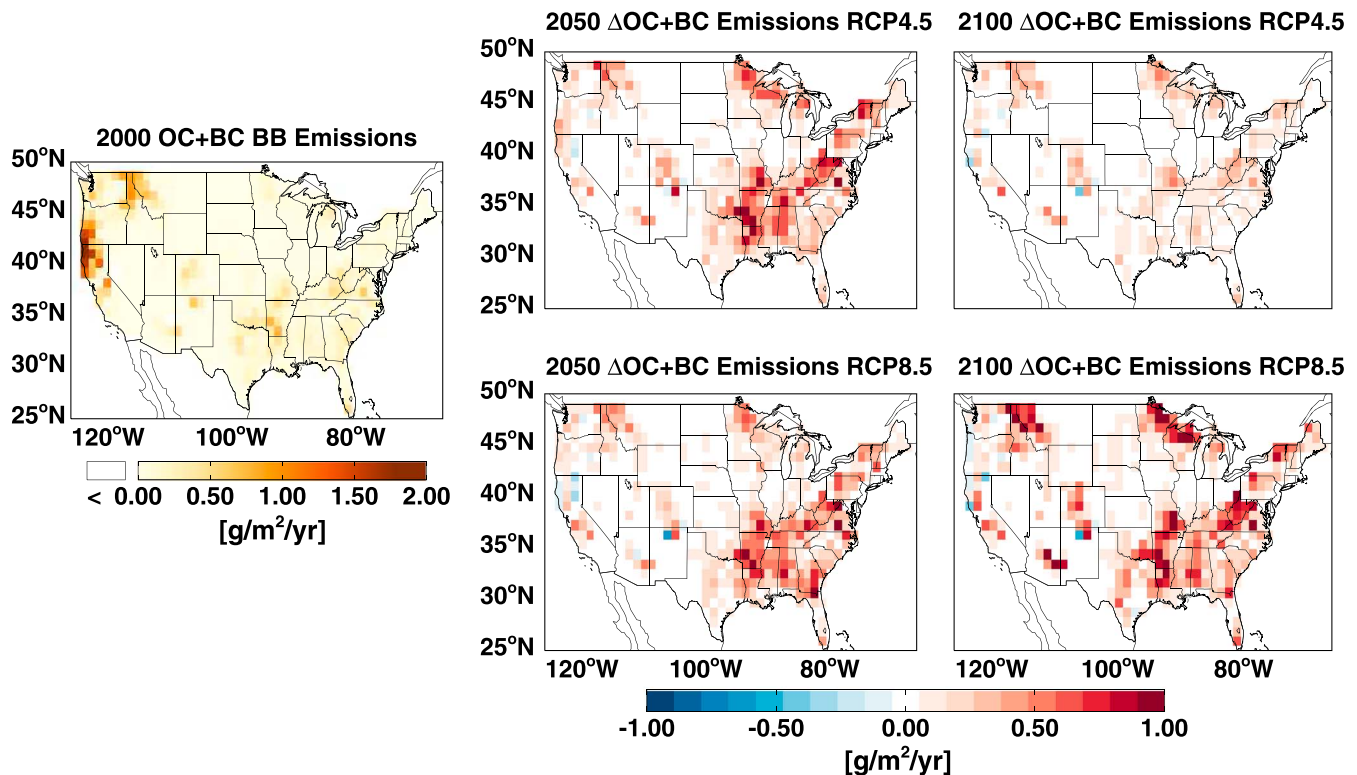 2050 ∆OC+BC Emissions RCP4.5
2100 ∆OC+BC Emissions RCP4.5
50°N
45°N
40°N
35°N
30°N
25°N
2000 OC+BC BB Emissions
50°N
45°N
40°N
35°N
30°N
25°N
120°W 100°W 80°W
< 0.00 0.50 1.00 1.50 2.00
[g/m²/yr]
2050 ∆OC+BC Emissions RCP8.5
2100 ∆OC+BC Emissions RCP8.5
50°N
45°N
40°N
35°N
30°N
25°N
120°W 100°W 80°W
120°W 100°W 80°W
-1.00 -0.50 0.00 0.50 1.00
[g/m²/yr]